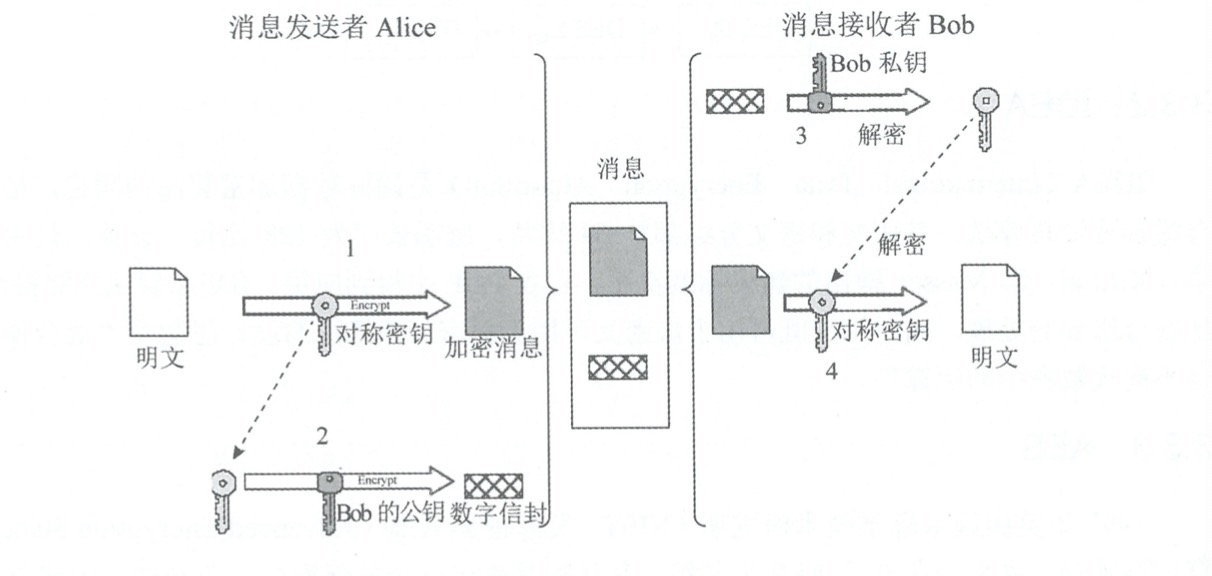 消息发送者 Alice
消息接收者 Bob
Bob 私钥
3
解密
消息
1
解密
Encrypt
对称密钥
明文
加密消息
对称密钥
明文
4
2
Encrypt
Bob 的公钥
数字信封